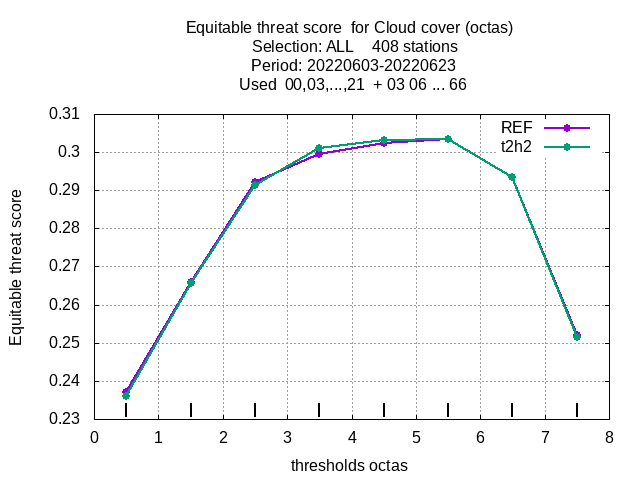 Equitable threat score  for Cloud cover (octas)
Selection: ALL    408 stations
Period: 20220603-20220623
Used  00,03,...,21  + 03 06 ... 66
0.31
0.3
0.29
0.28
0.27
0.26
0.25
0.24
0.23
Equitable threat score
REF
t2h2
0 1 2 3 4 5 6 7 8
thresholds octas